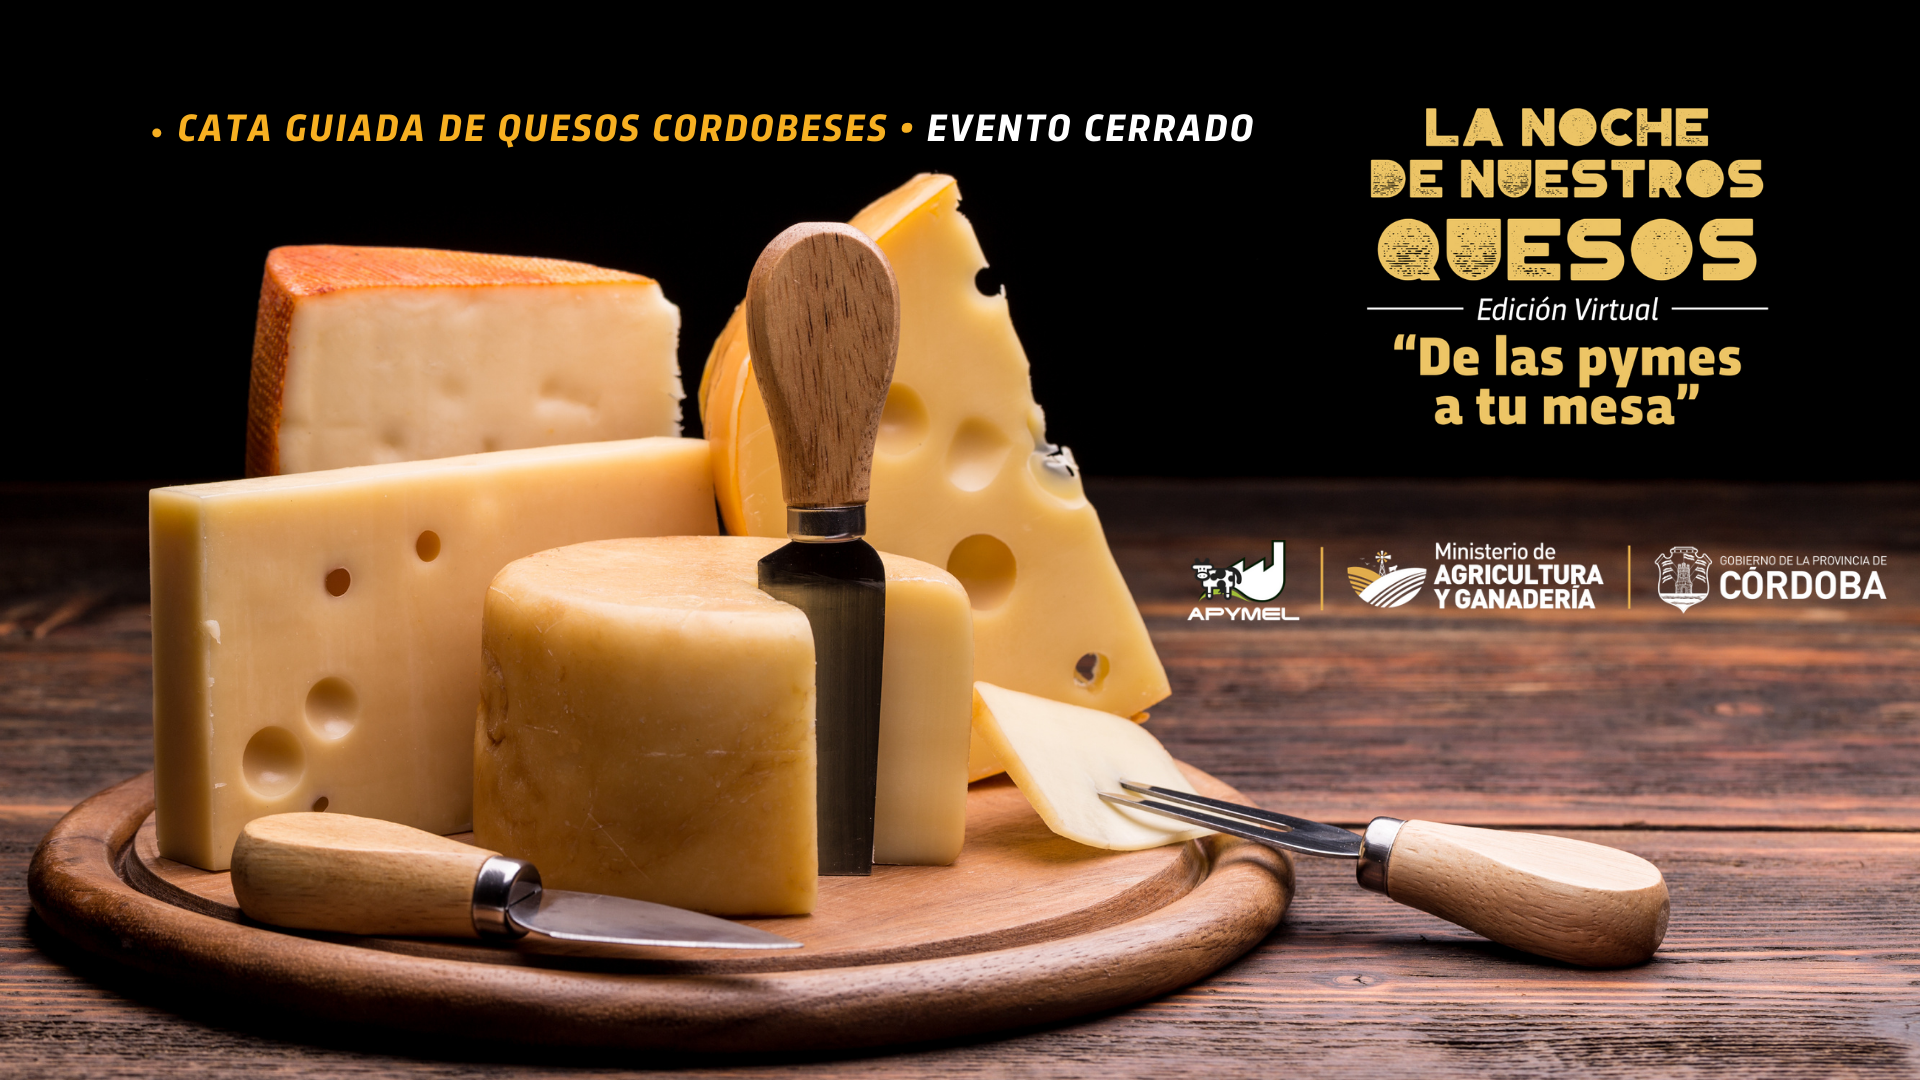 • CATA GUIADA DE QUESOS CORDOBESES • EVENTO CERRADO
LA NOCHE
DE NUESTROS
QUESOS
Edición Virtual
“De las pymes
a tu mesa”
APYMEL
Ministerio de
AGRICULTURA
Y GANADERÍA
GOBIERNO DE LA PROVINCIA DE
CÓRDOBA